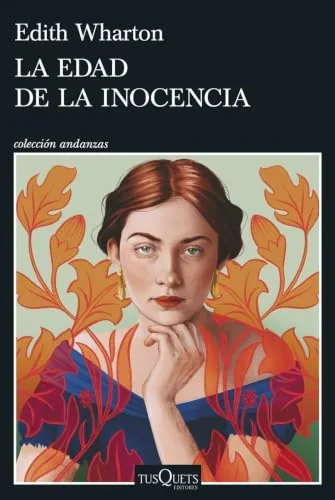 Edith Wharton
LA EDAD
DE LA INOCENCIA
colección andanzas
TUSQUETS
EDITORES